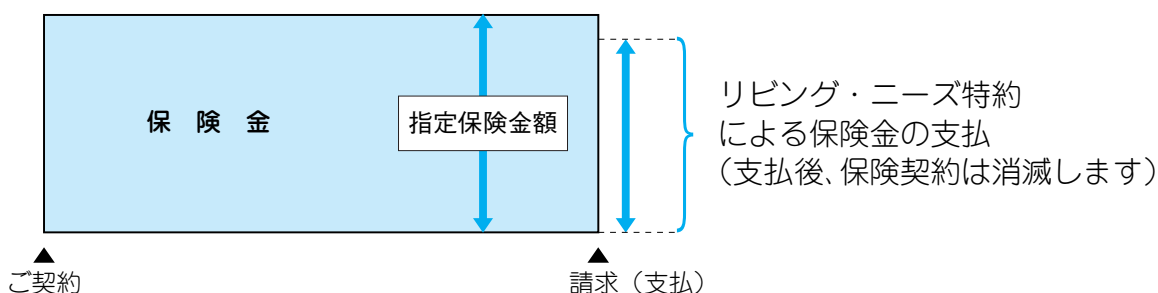 保 険 金
指定保険金額
リビング・ニーズ特約
による保険金の支払
(支払後、保険契約は消滅します)
▲ ▲
ご契約
請求(支払)